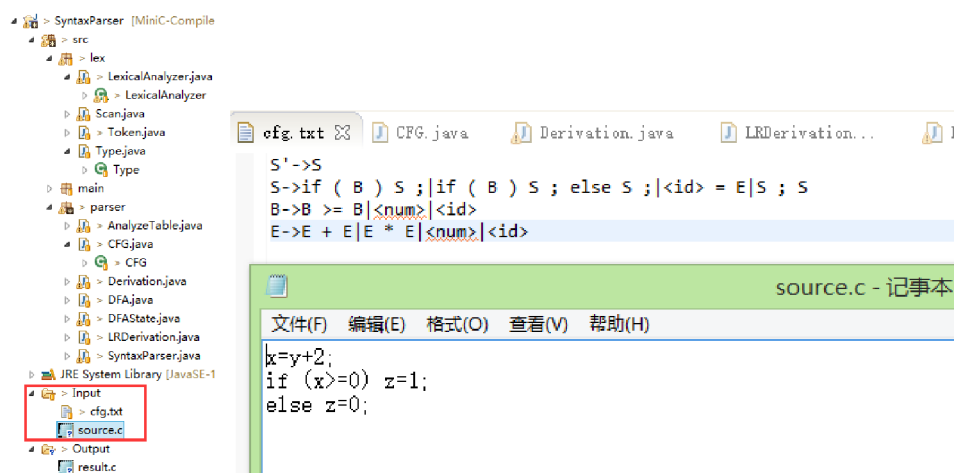 > SyntaxParser [MiniC-Compile
> src
> lex
> LexicalAnalyzer.java
> LexicalAnalyzer
Scan.java
> Token.java
Type.java
Type
main
> parser
> AnalyzeTable.java
> CFG.java
> CFG
> Derivation.java
> DFA.java
> DFAState.java
> LRDerivation.java
> SyntaxParser.java
JRE System Library [JavaSE-1
> Input
> cfg.txt
source.c
> Output
result.c
cfg.txt CFG.java Derivation.java LRDerivation...
S'->S
S->if ( B ) S ;|if ( B ) S ; else S ;|<id> = E|S ; S
B->B >= B|<num>|<id>
E->E + E|E * E|<num>|<id>
source.c - 记事本
文件(F) 编辑(E) 格式(O) 查看(V) 帮助(H)
x=y+2;
if (x>=0) z=1;
else z=0;